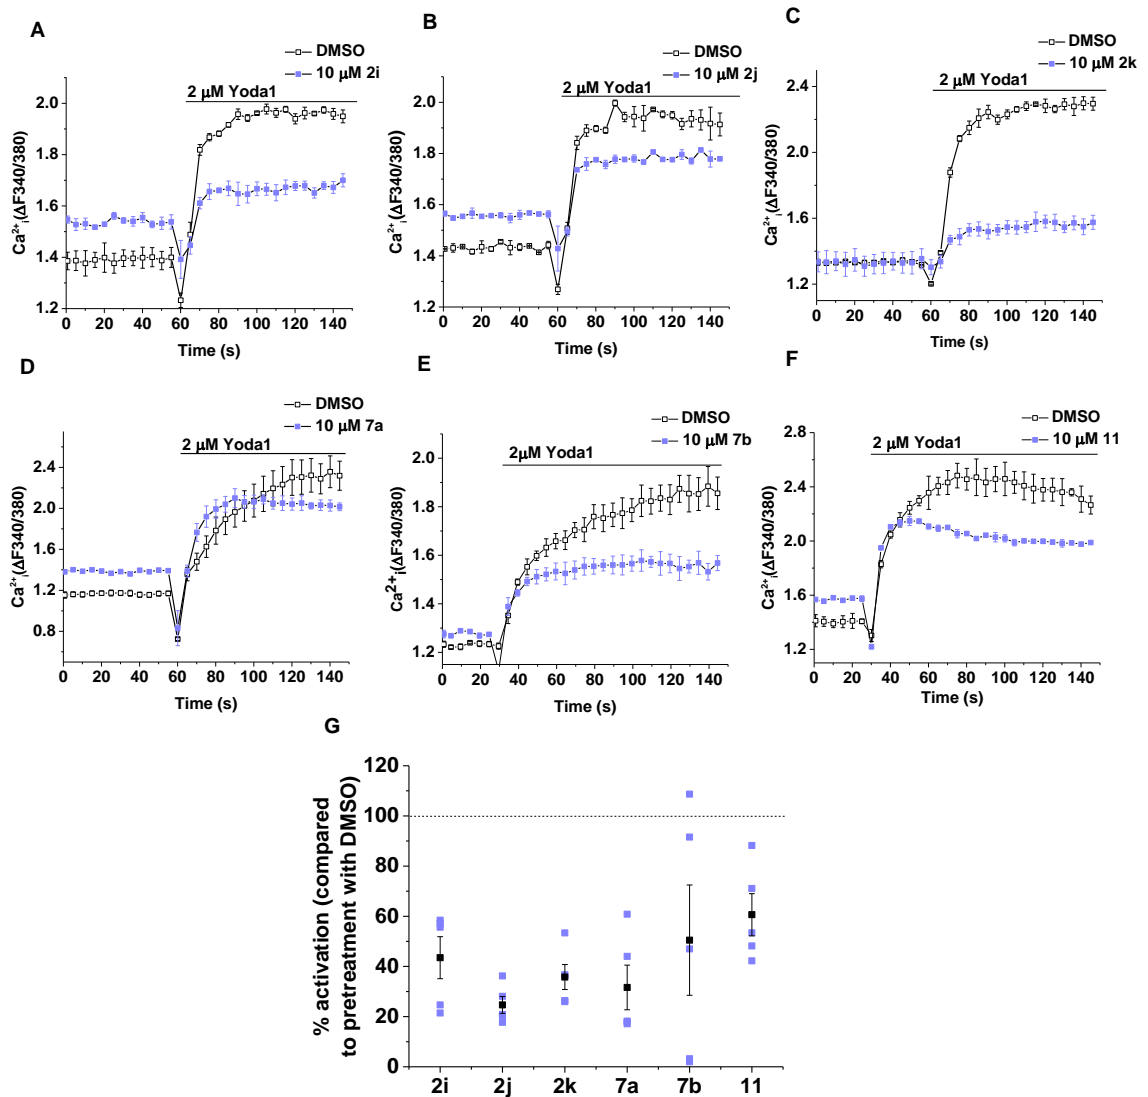 A
DMSO
10 µM 2i
2 µM Yoda1
Ca²⁺ᵢ(ΔF340/380)
2.0
1.8
1.6
1.4
1.2
0 20 40 60 80 100 120 140
Time (s)
B
DMSO
10 µM 2j
2 µM Yoda1
Ca²⁺ᵢ(ΔF340/380)
2.0
1.8
1.6
1.4
1.2
0 20 40 60 80 100 120 140
Time (s)
C
DMSO
10 µM 2k
2 µM Yoda1
Ca²⁺ᵢ(ΔF340/380)
2.4
2.0
1.6
1.2
0 20 40 60 80 100 120 140
Time (s)
D
DMSO
10 µM 7a
2 µM Yoda1
Ca²⁺ᵢ(ΔF340/380)
2.4
2.0
1.6
1.2
0.8
0 20 40 60 80 100 120 140
Time (s)
E
DMSO
10 µM 7b
2µM Yoda1
Ca²⁺ᵢ(ΔF340/380)
2.0
1.8
1.6
1.4
1.2
0 20 40 60 80 100 120 140
Time (s)
F
DMSO
10 µM 11
2 µM Yoda1
Ca²⁺ᵢ(ΔF340/380)
2.8
2.4
2.0
1.6
1.2
0 20 40 60 80 100 120 140
Time (s)
G
% activation (compared
to pretreatment with DMSO)
120
100
80
60
40
20
0
2i 2j 2k 7a 7b 11